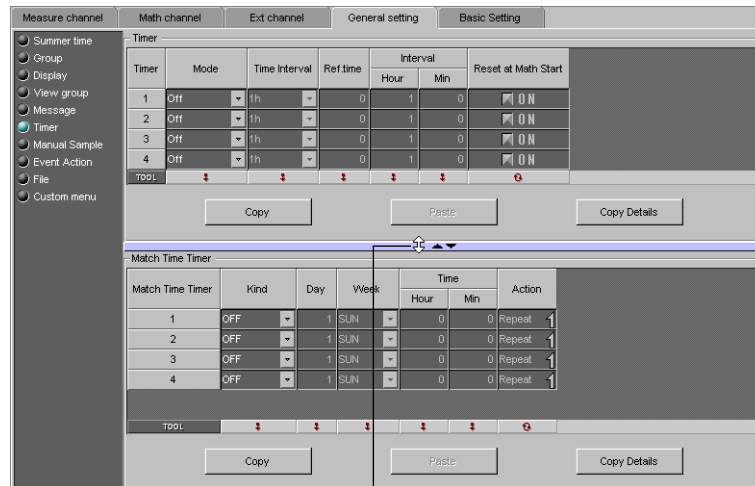 Measure channel Math channel Ext channel General setting Basic Setting
Summer time
Group
Display
View group
Message
Timer
Manual Sample
Event Action
File
Custom menu
Timer
Timer Mode Time Interval Ref.time Interval Reset at Math Start
Hour Min
1 Off 1h 0 1 0 ON
2 Off 1h 0 1 0 ON
3 Off 1h 0 1 0 ON
4 Off 1h 0 1 0 ON
TOOL
Copy Paste Copy Details
Match Time Timer
Match Time Timer Kind Day Week Time Action
Hour Min
1 OFF 1 SUN 0 0 Repeat 1
2 OFF 1 SUN 0 0 Repeat 1
3 OFF 1 SUN 0 0 Repeat 1
4 OFF 1 SUN 0 0 Repeat 1
TOOL
Copy Paste Copy Details